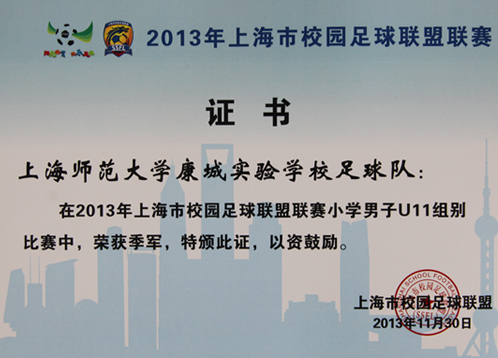 2013年上海市校园足球联盟联赛
证 书
上海师范大学康城实验学校足球队：
在2013年上海市校园足球联盟联赛小学男子U11组别
比赛中，荣获季军，特颁此证，以资鼓励。
上海市校园足球联盟
2013年11月30日